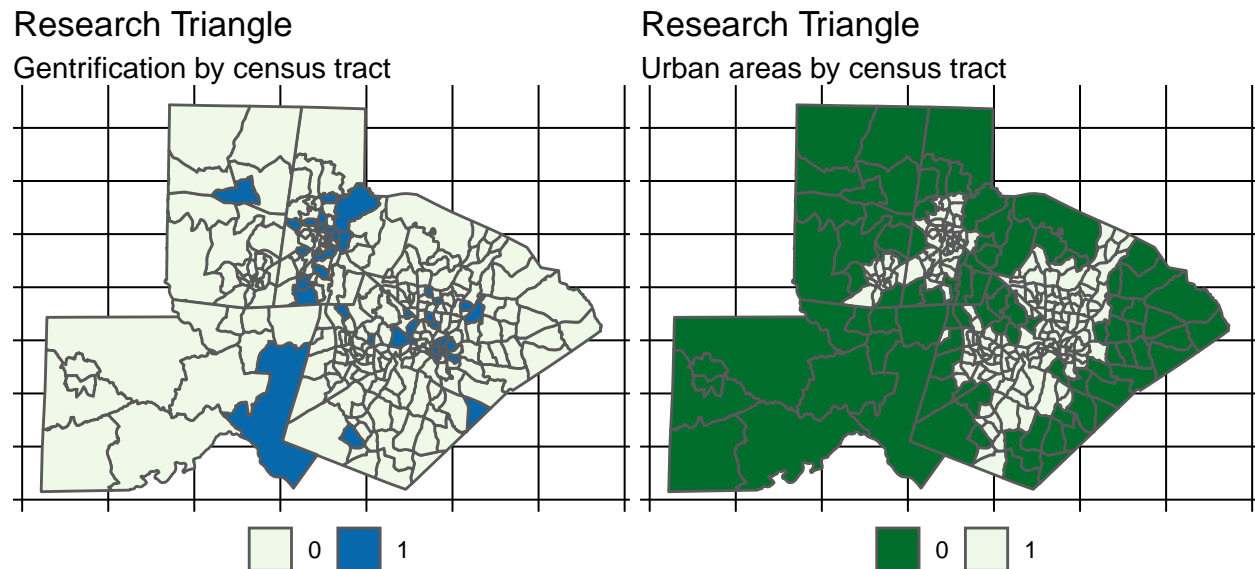 Research Triangle
Gentrification by census tract
0 1
Research Triangle
Urban areas by census tract
0 1